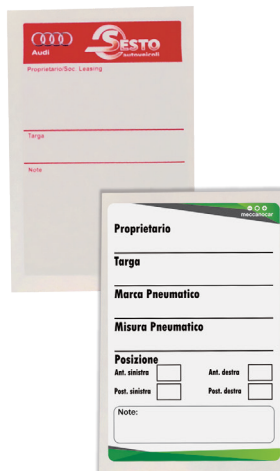 Audi
SESTO
autoveicoli
Proprietario/Soc. Leasing
Targa
Note
meccanocar
Proprietario
Targa
Marca Pneumatico
Misura Pneumatico
Posizione
Ant. sinistra Ant. destra
Post. sinistra Post. destra
Note: